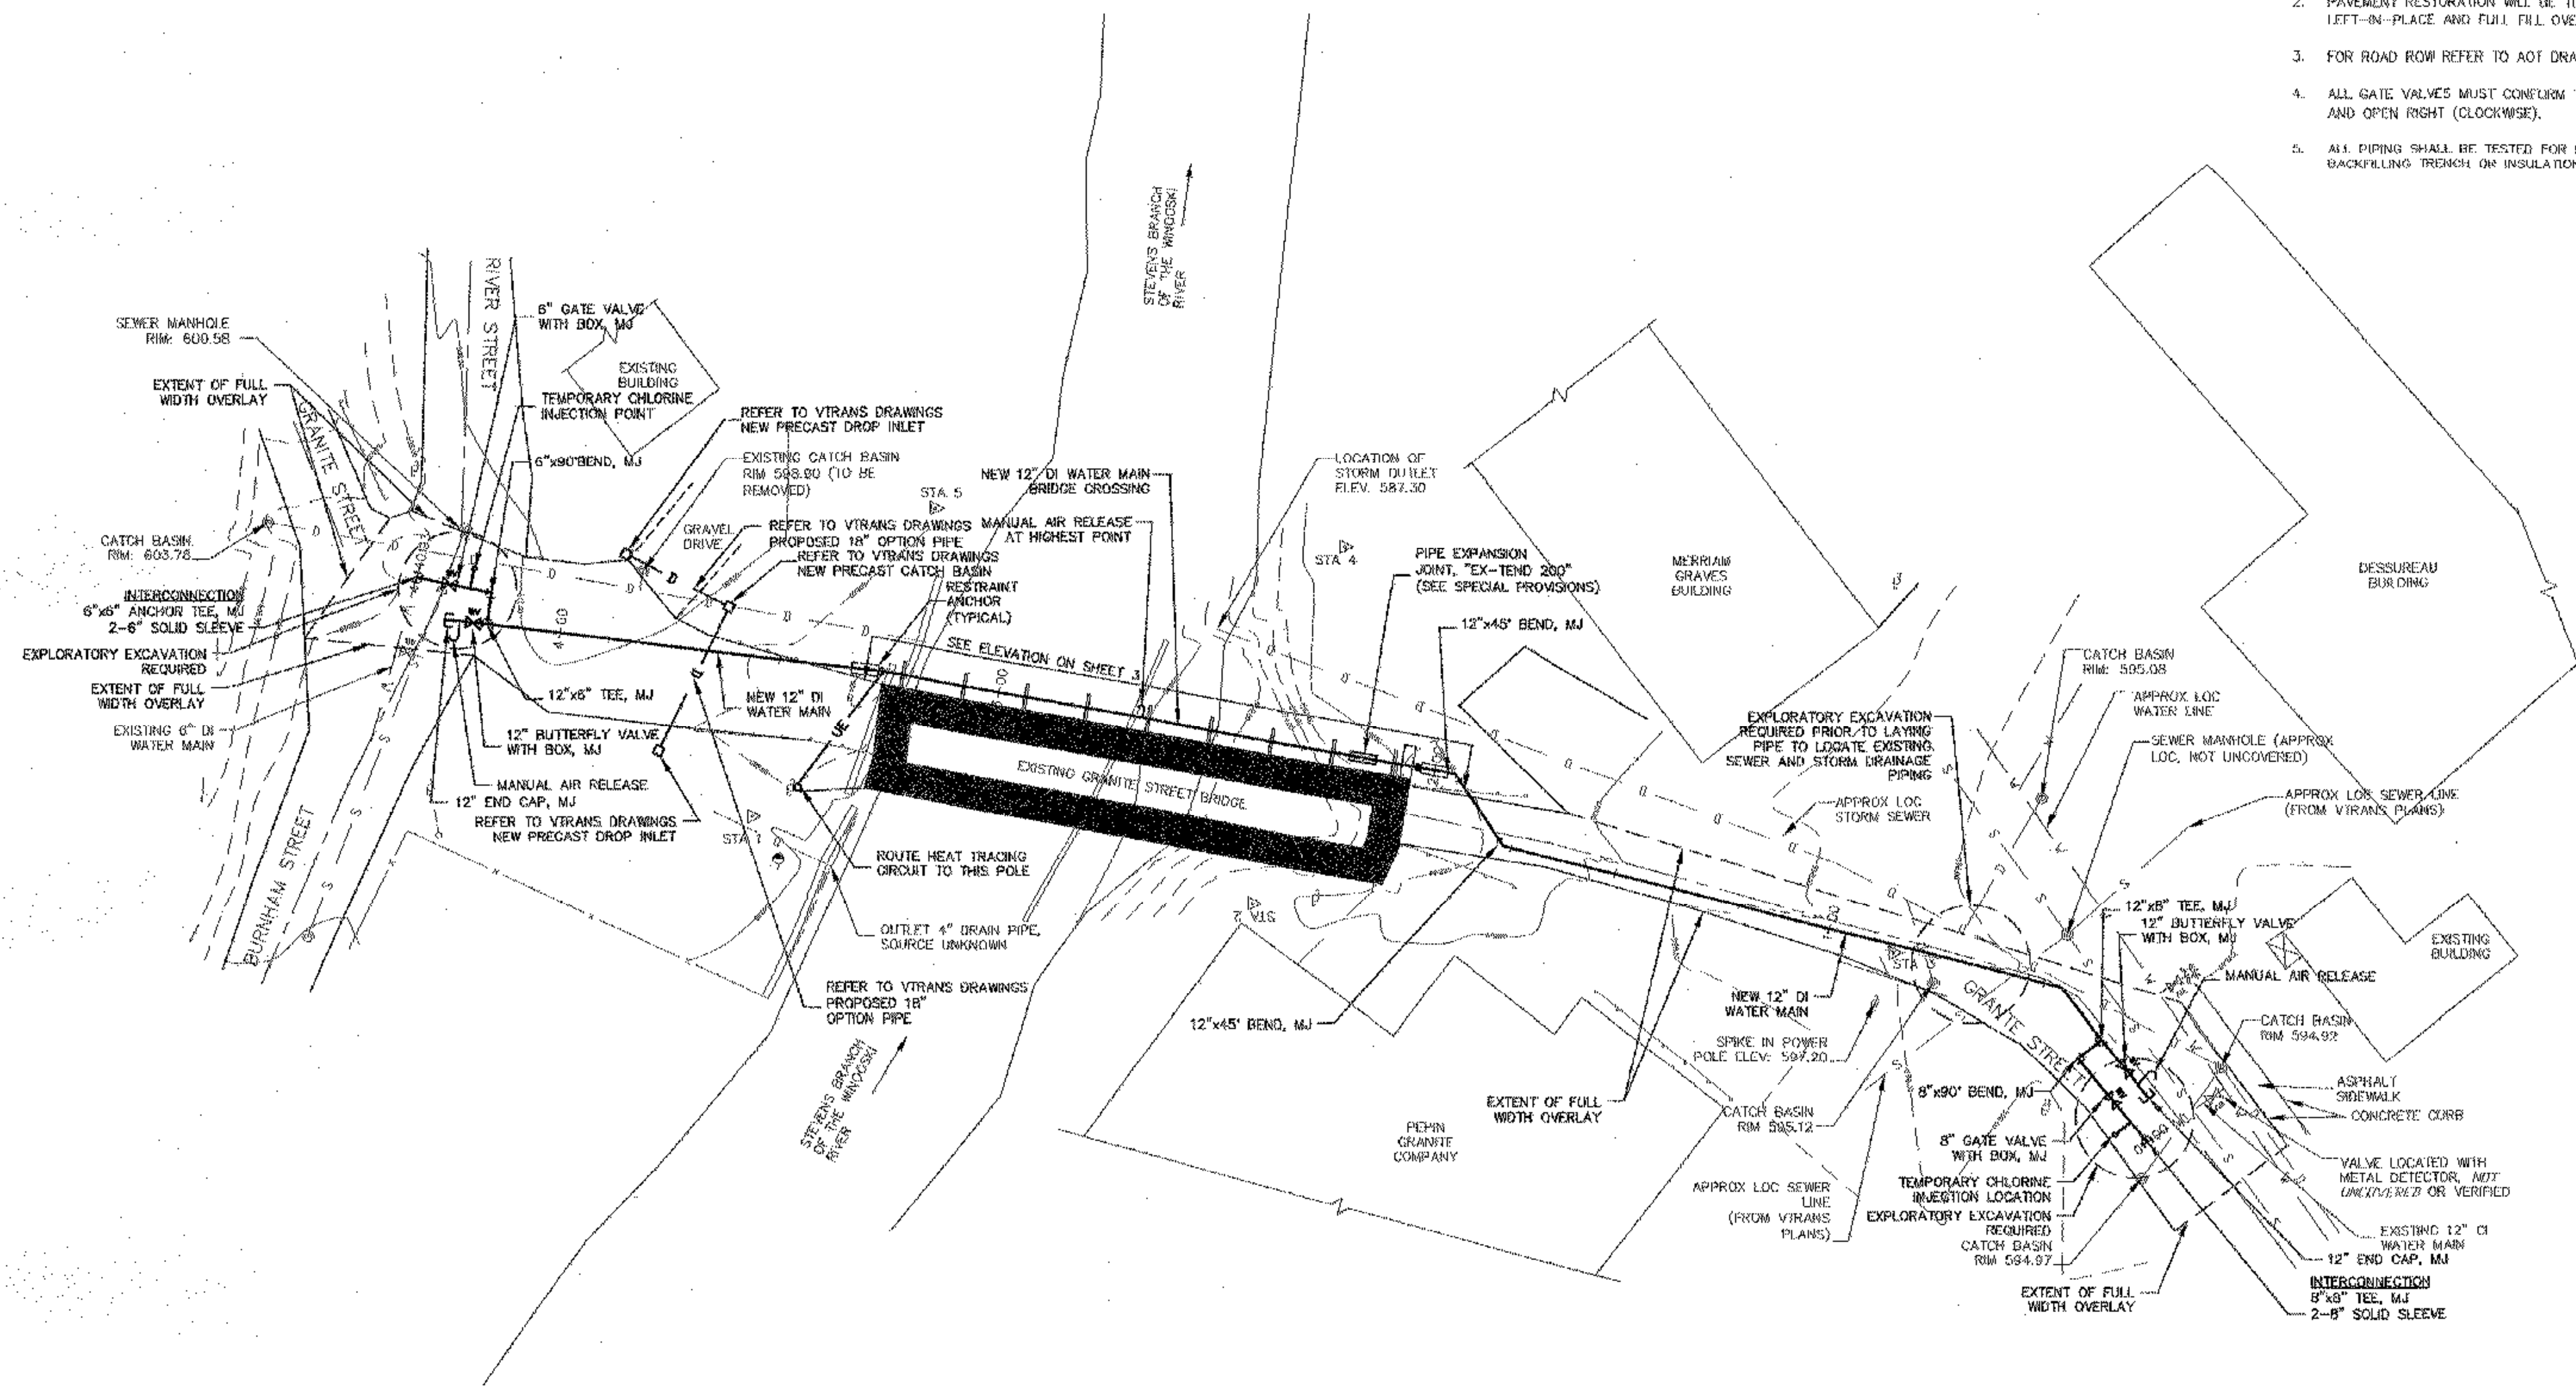 2. PAVEMENT RESTORATION WILL BE
LEFT-IN-PLACE AND FULL FILL
3. FOR ROAD ROW REFER TO AOT
4. ALL GATE VALVES MUST CONFORM
AND OPEN RIGHT (CLOCKWISE).
5. ALL PIPING SHALL BE TESTED FOR
BACKFILLING TRENCH OR INSULATION
STEVENS BRANCH
OF THE WINOOSKI
RIVER
RIVER STREET
SEWER MANHOLE
RIM: 600.58
EXTENT OF FULL
WIDTH OVERLAY
GRANITE STREET
6" GATE VALVE
WITH BOX, MJ
EXISTING
BUILDING
TEMPORARY CHLORINE
INJECTION POINT
6"x90°BEND, MJ
REFER TO VTRANS DRAWINGS
NEW PRECAST DROP INLET
EXISTING CATCH BASIN
RIM 598.90 (TO BE
REMOVED)
STA. 5
GRAVEL
DRIVE
REFER TO VTRANS DRAWINGS
PROPOSED 18" OPTION PIPE
REFER TO VTRANS DRAWINGS
NEW PRECAST CATCH BASIN
NEW 12" DI WATER MAIN
BRIDGE CROSSING
MANUAL AIR RELEASE
AT HIGHEST POINT
RESTRAINT
ANCHOR
(TYPICAL)
SEE ELEVATION ON SHEET 3
LOCATION OF
STORM OUTLET
ELEV. 587.30
STA 4
PIPE EXPANSION
JOINT, "EX-TEND 200"
(SEE SPECIAL PROVISIONS)
12"x45° BEND, MJ
MERRIAM
GRAVES
BUILDING
DESSUREAU
BUILDING
CATCH BASIN
RIM: 603.78
INTERCONNECTION
6"x6" ANCHOR TEE, MJ
2-6" SOLID SLEEVE
EXPLORATORY EXCAVATION
REQUIRED
EXTENT OF FULL
WIDTH OVERLAY
EXISTING 6" DI
WATER MAIN
4+00
12"x6" TEE, MJ
NEW 12" DI
WATER MAIN
12" BUTTERFLY VALVE
WITH BOX, MJ
MANUAL AIR RELEASE
12" END CAP, MJ
REFER TO VTRANS DRAWINGS
NEW PRECAST DROP INLET
BURNHAM STREET
STA 1
UE
EXISTING GRANITE STREET BRIDGE
ROUTE HEAT TRACING
CIRCUIT TO THIS POLE
OUTLET 4" DRAIN PIPE,
SOURCE UNKNOWN
REFER TO VTRANS DRAWINGS
PROPOSED 18"
OPTION PIPE
STEVENS BRANCH
OF THE WINOOSKI
RIVER
STA 2
12"x45° BEND, MJ
PEPIN
GRANITE
COMPANY
EXTENT OF FULL
WIDTH OVERLAY
EXPLORATORY EXCAVATION
REQUIRED PRIOR TO LAYING
PIPE TO LOCATE EXISTING
SEWER AND STORM DRAINAGE
PIPING
APPROX LOC
STORM SEWER
CATCH BASIN
RIM: 595.08
APPROX LOC
WATER LINE
SEWER MANHOLE (APPROX
LOC, NOT UNCOVERED)
APPROX LOC SEWER LINE
(FROM VTRANS PLANS)
12"x8" TEE, MJ
12" BUTTERFLY VALVE
WITH BOX, MJ
EXISTING
BUILDING
MANUAL AIR RELEASE
STA 3
GRANITE STREET
NEW 12" DI
WATER MAIN
SPIKE IN POWER
POLE ELEV: 597.20
CATCH BASIN
RIM 595.12
APPROX LOC SEWER
LINE
(FROM VTRANS
PLANS)
CATCH BASIN
RIM 594.92
ASPHALT
SIDEWALK
CONCRETE CURB
8"x90° BEND, MJ
8" GATE VALVE
WITH BOX, MJ
TEMPORARY CHLORINE
INJECTION LOCATION
EXPLORATORY EXCAVATION
REQUIRED
CATCH BASIN
RIM 594.97
EXTENT OF FULL
WIDTH OVERLAY
VALVE LOCATED WITH
METAL DETECTOR, NOT
UNCOVERED OR VERIFIED
EXISTING 12" CI
WATER MAIN
12" END CAP, MJ
INTERCONNECTION
8"x8" TEE, MJ
2-8" SOLID SLEEVE